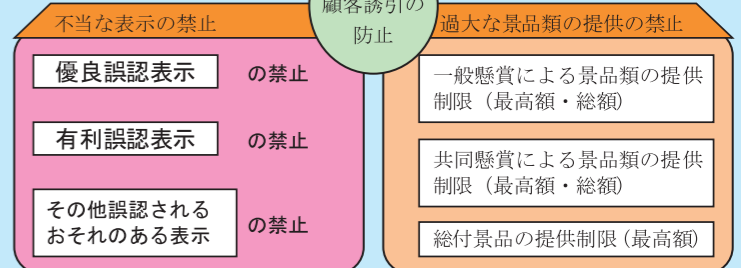 顧客誘引の
防止
不当な表示の禁止
優良誤認表示 の禁止
有利誤認表示 の禁止
その他誤認される
おそれのある表示 の禁止
過大な景品類の提供の禁止
一般懸賞による景品類の提供
制限（最高額・総額）
共同懸賞による景品類の提供
制限（最高額・総額）
総付景品の提供制限（最高額）